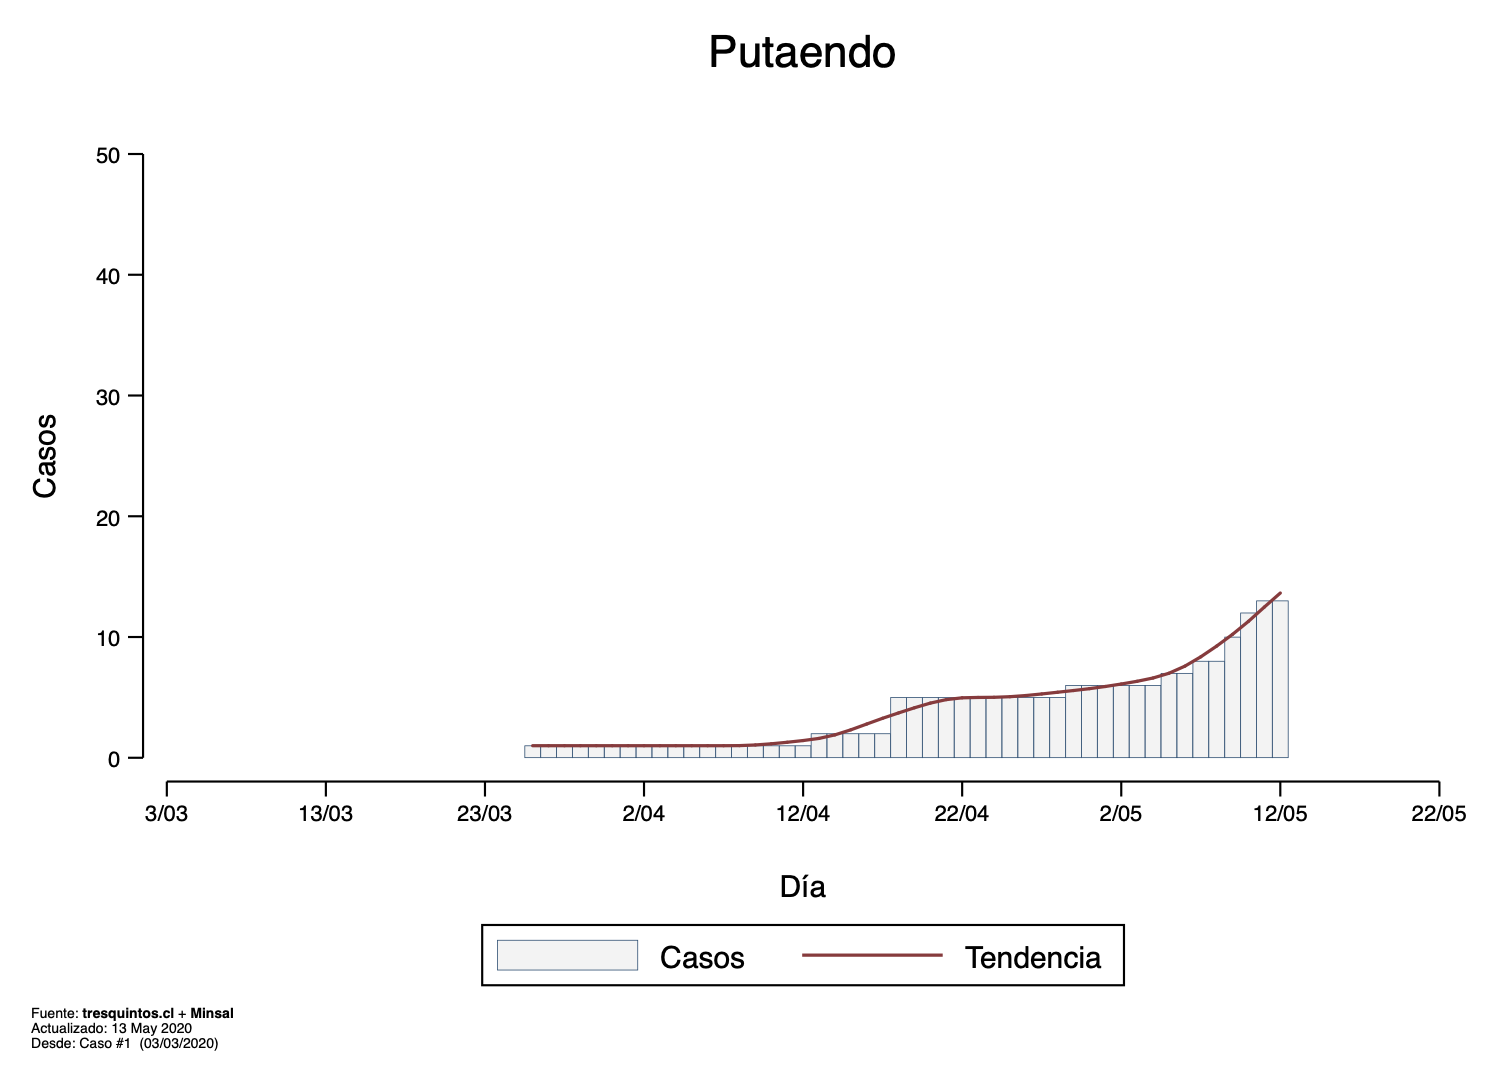 Putaendo
50
40
30
20
10
0
Casos
3/03 13/03 23/03 2/04 12/04 22/04 2/05 12/05 22/05
Día
Casos Tendencia
Fuente: tresquintos.cl + Minsal
Actualizado: 13 May 2020
Desde: Caso #1 (03/03/2020)